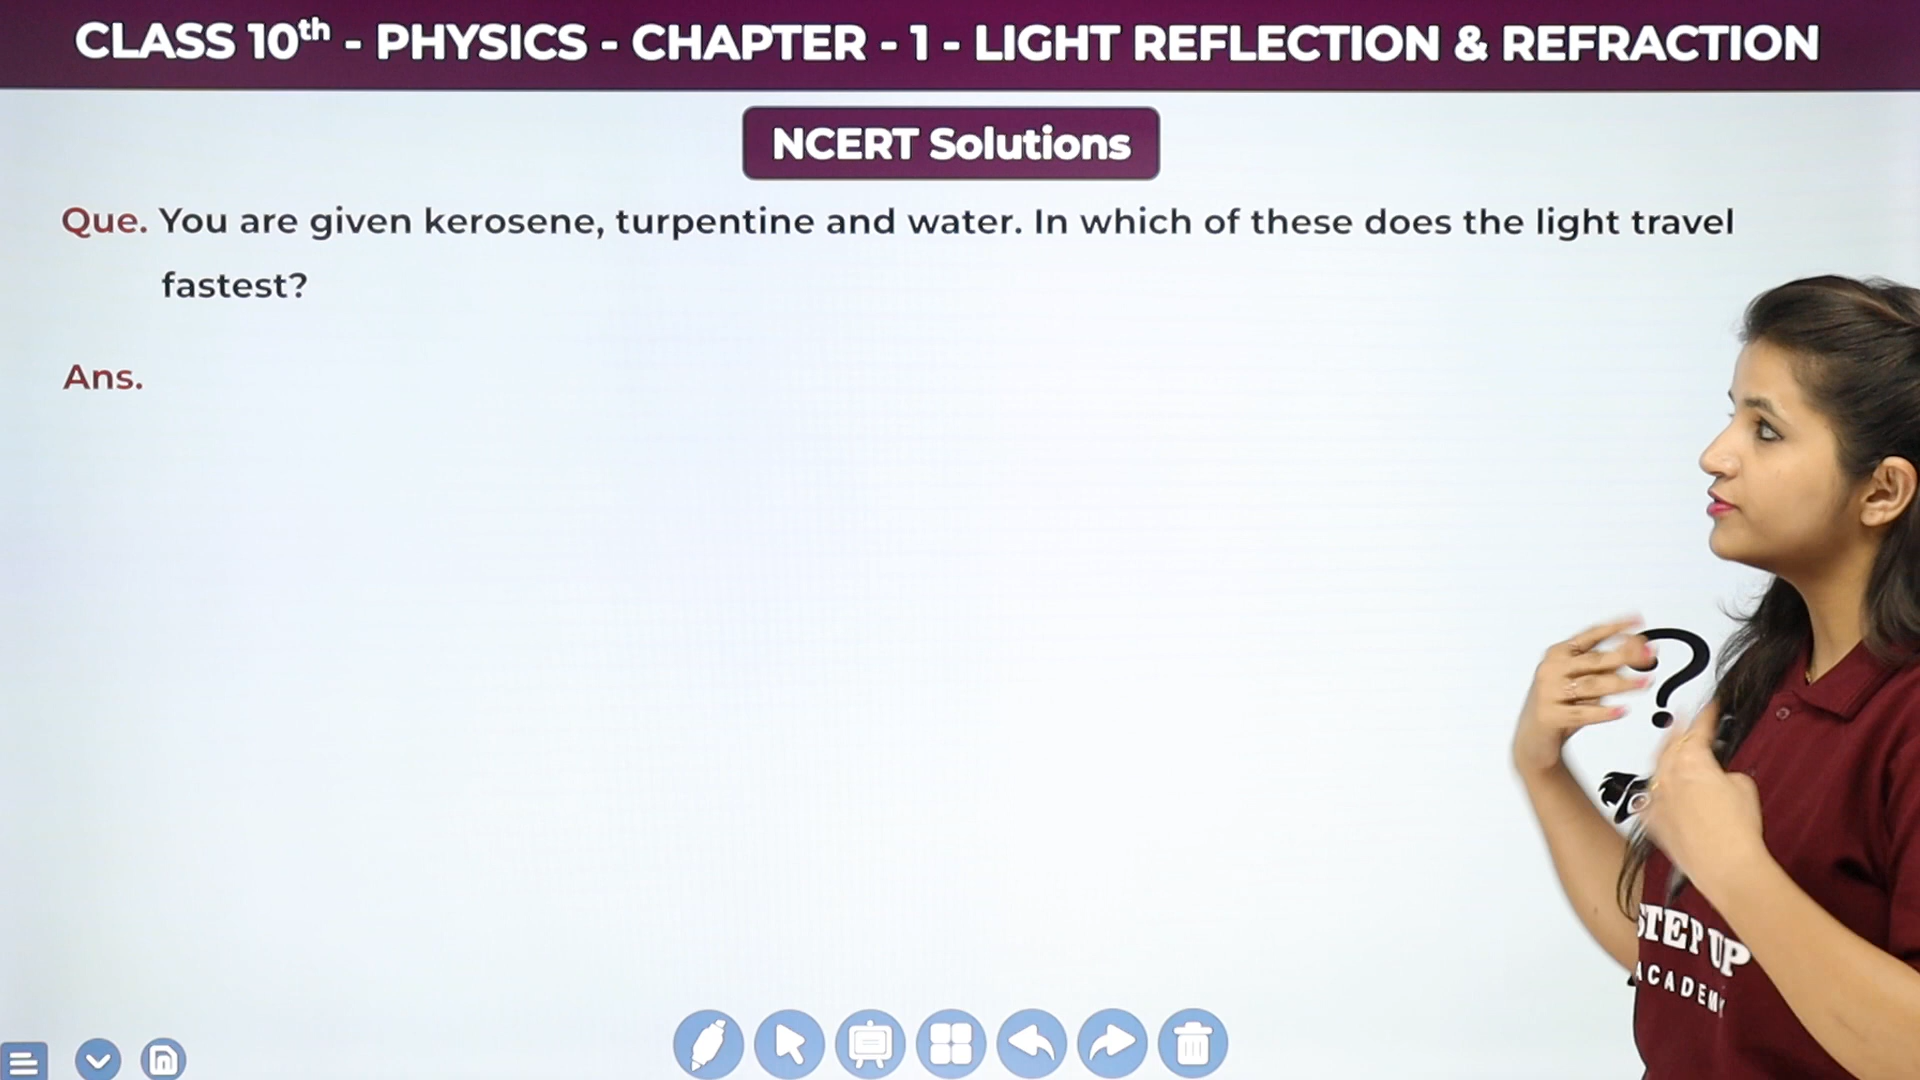 CLASS 10th - PHYSICS - CHAPTER - 1 - LIGHT REFLECTION & REFRACTION
NCERT Solutions
Que. You are given kerosene, turpentine and water. In which of these does the light travel
fastest?
Ans.
?
STEP UP
ACADEMY